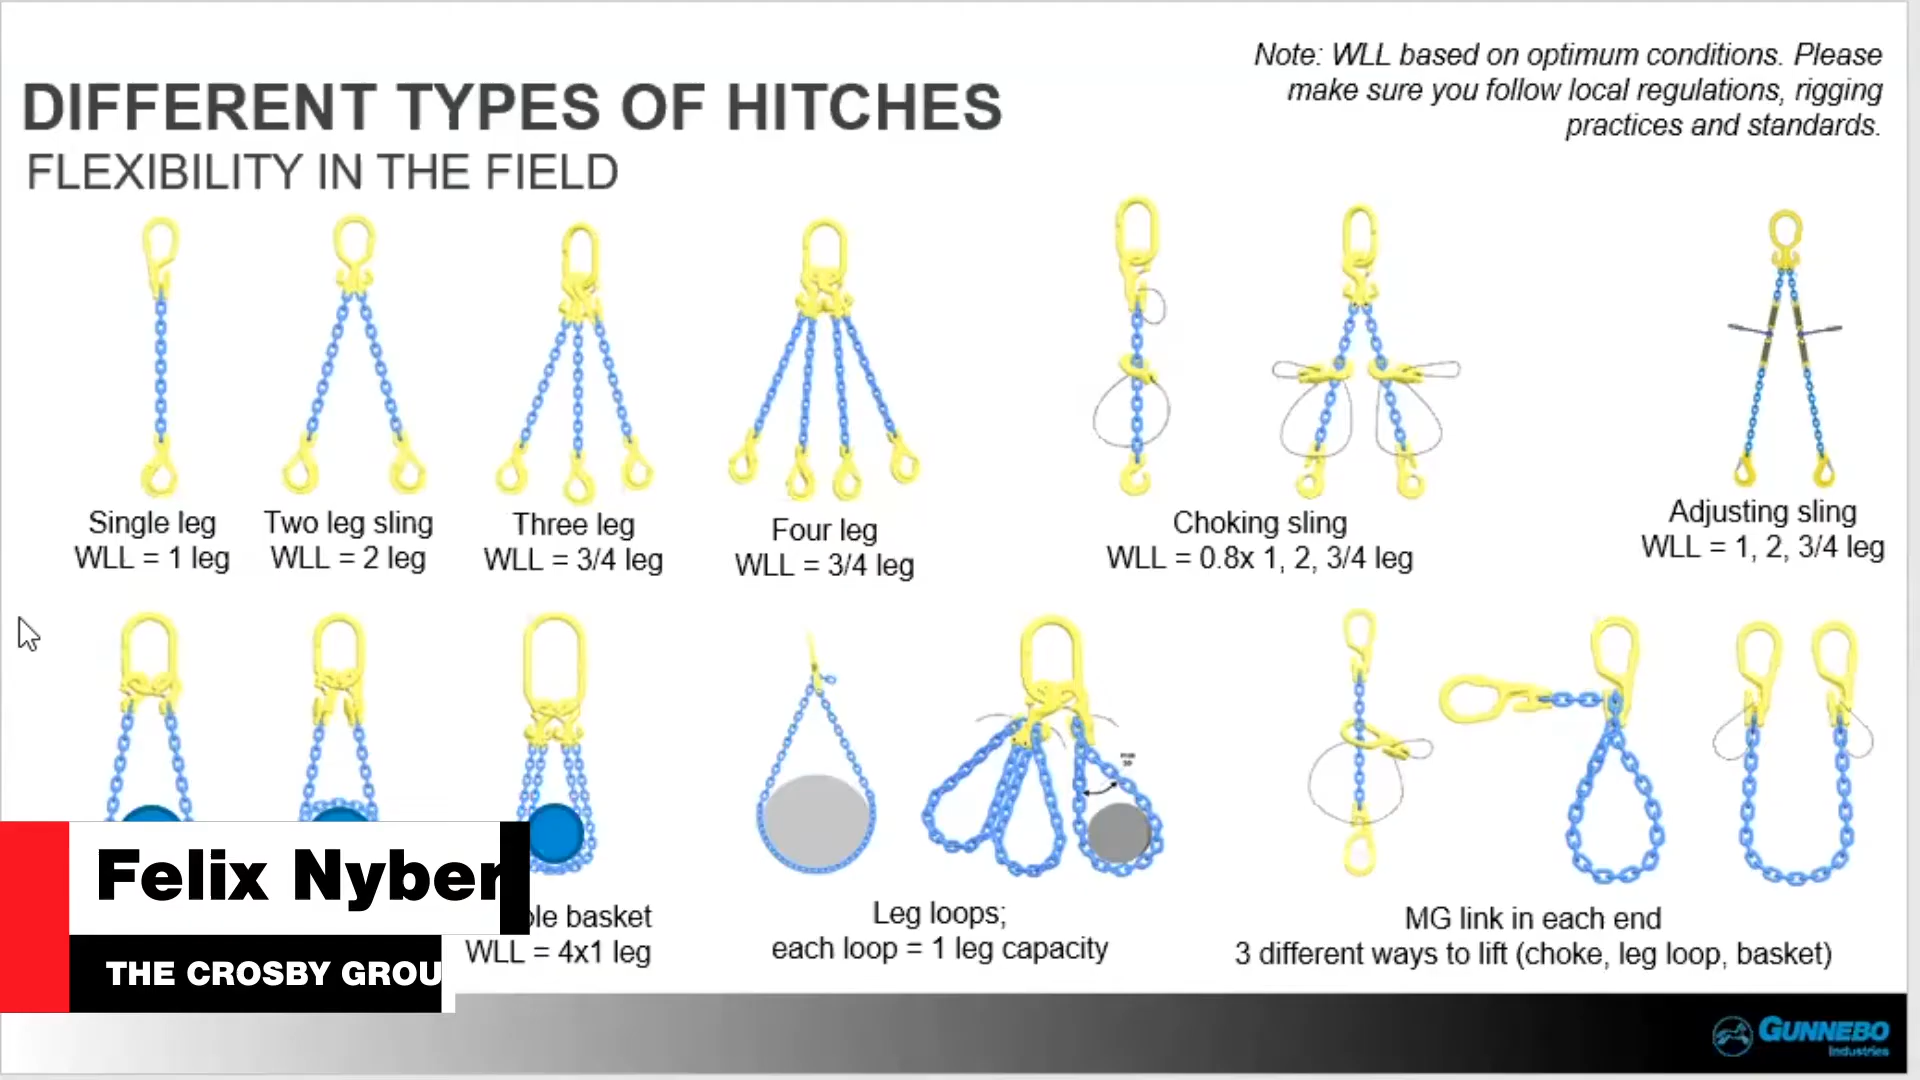 Note: WLL based on optimum conditions. Please
make sure you follow local regulations, rigging
practices and standards.
DIFFERENT TYPES OF HITCHES
FLEXIBILITY IN THE FIELD
Single leg
WLL = 1 leg
Two leg sling
WLL = 2 leg
Three leg
WLL = 3/4 leg
Four leg
WLL = 3/4 leg
Choking sling
WLL = 0.8x 1, 2, 3/4 leg
Adjusting sling
WLL = 1, 2, 3/4 leg
Felix Nyber
THE CROSBY GROU
basket
WLL = 4x1 leg
Leg loops;
each loop = 1 leg capacity
MG link in each end
3 different ways to lift (choke, leg loop, basket)
GUNNEBO
Industries